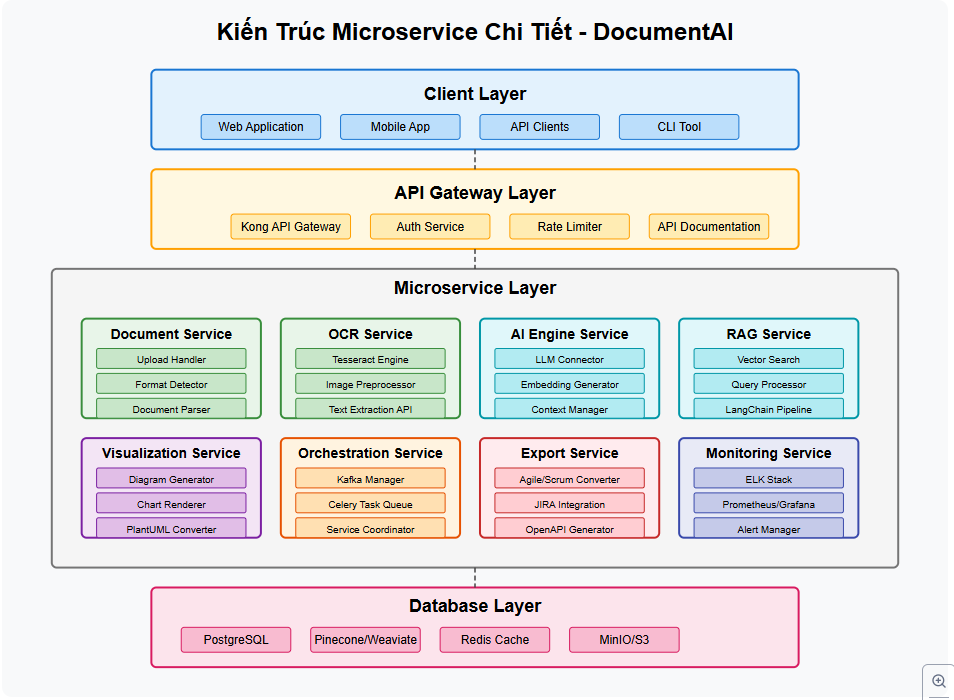 Kiến Trúc Microservice Chi Tiết - DocumentAI
Client Layer
Web Application
Mobile App
API Clients
CLI Tool
API Gateway Layer
Kong API Gateway
Auth Service
Rate Limiter
API Documentation
Microservice Layer
Document Service
Upload Handler
Format Detector
Document Parser
OCR Service
Tesseract Engine
Image Preprocessor
Text Extraction API
AI Engine Service
LLM Connector
Embedding Generator
Context Manager
RAG Service
Vector Search
Query Processor
LangChain Pipeline
Visualization Service
Diagram Generator
Chart Renderer
PlantUML Converter
Orchestration Service
Kafka Manager
Celery Task Queue
Service Coordinator
Export Service
Agile/Scrum Converter
JIRA Integration
OpenAPI Generator
Monitoring Service
ELK Stack
Prometheus/Grafana
Alert Manager
Database Layer
PostgreSQL
Pinecone/Weaviate
Redis Cache
MinIO/S3